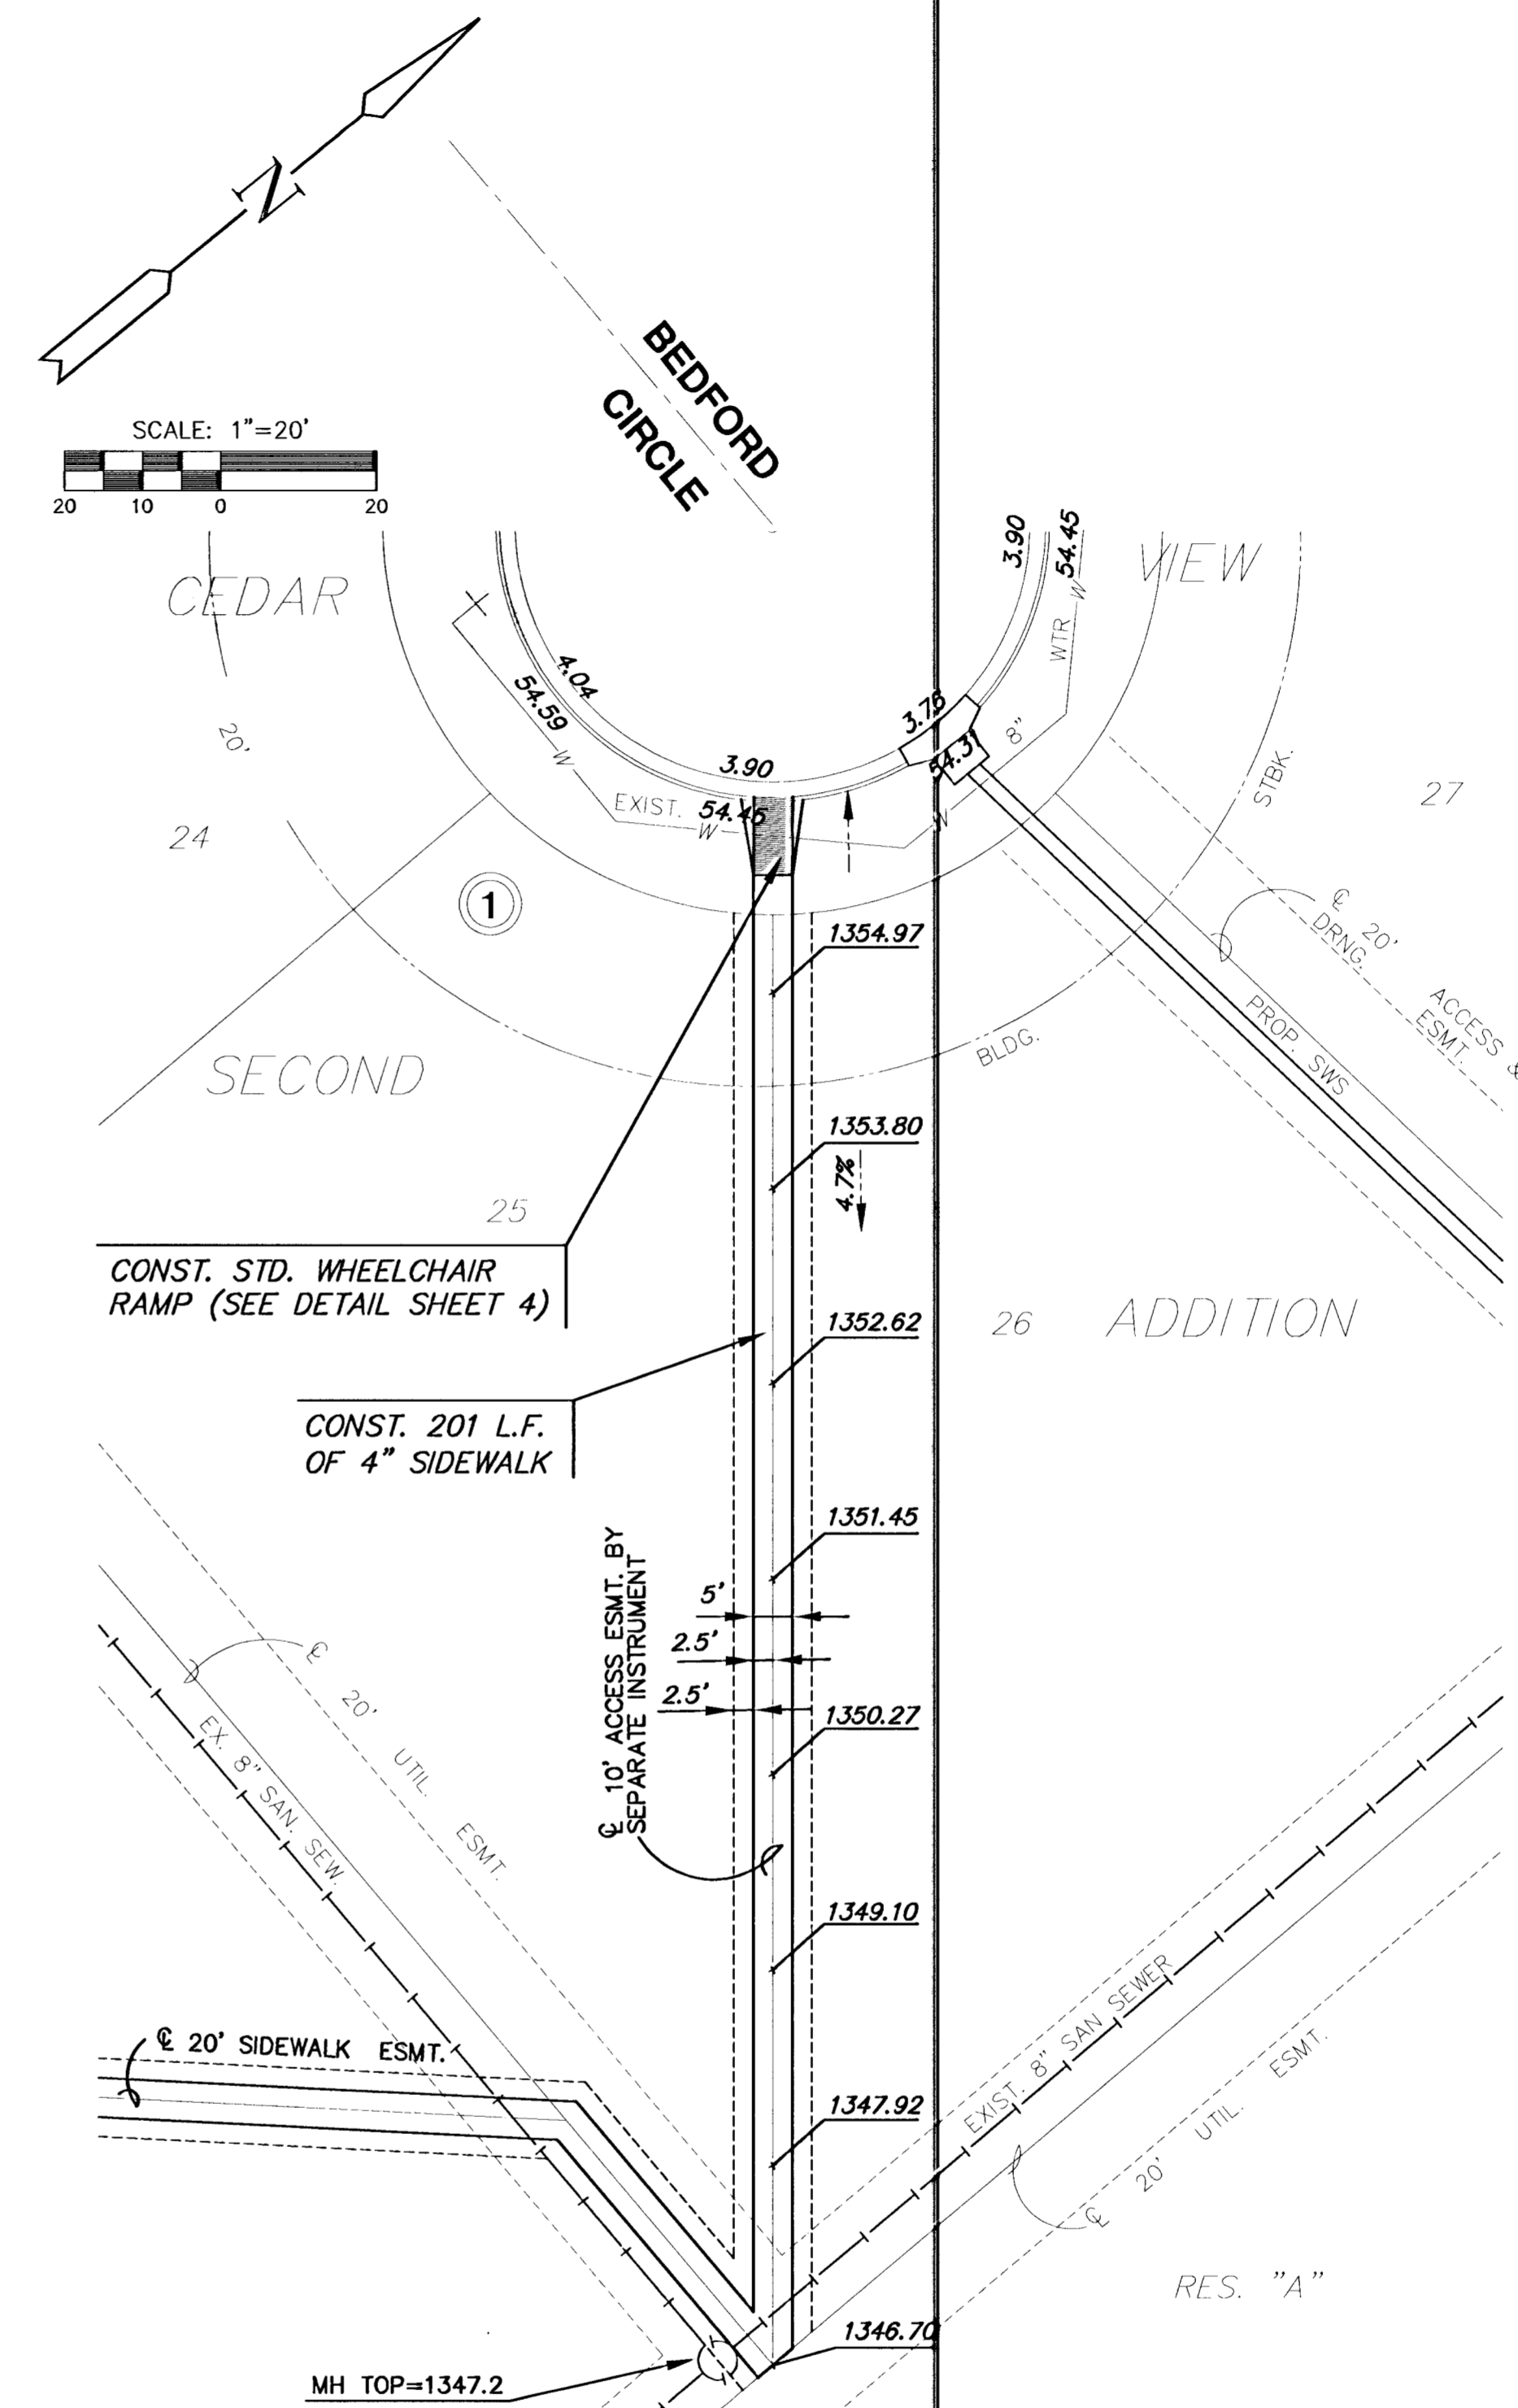 N
SCALE: 1"=20'
20 10 0 20
BEDFORD
CIRCLE
CEDAR
VIEW
3.90
54.45
WTR
W
20'
4.04
54.59
W
3.90
EXIST.
54.45
W
3.76
54.31
8"
W
STBK.
24
27
1
1354.97
℄ 20'
DRNG.
ACCESS &
ESMT.
PROP. SWS
BLDG.
SECOND
1353.80
4.7%
25
CONST. STD. WHEELCHAIR
RAMP (SEE DETAIL SHEET 4)
1352.62
26
ADDITION
CONST. 201 L.F.
OF 4" SIDEWALK
1351.45
℄ 10' ACCESS ESMT. BY
SEPARATE INSTRUMENT
5'
2.5'
2.5'
℄ 20' UTIL. ESMT.
EX. 8" SAN. SEW.
1350.27
1349.10
℄ 20' SIDEWALK ESMT.
1347.92
EXIST. 8" SAN SEWER
℄ 20' UTIL. ESMT.
RES. "A"
1346.70
MH TOP=1347.2